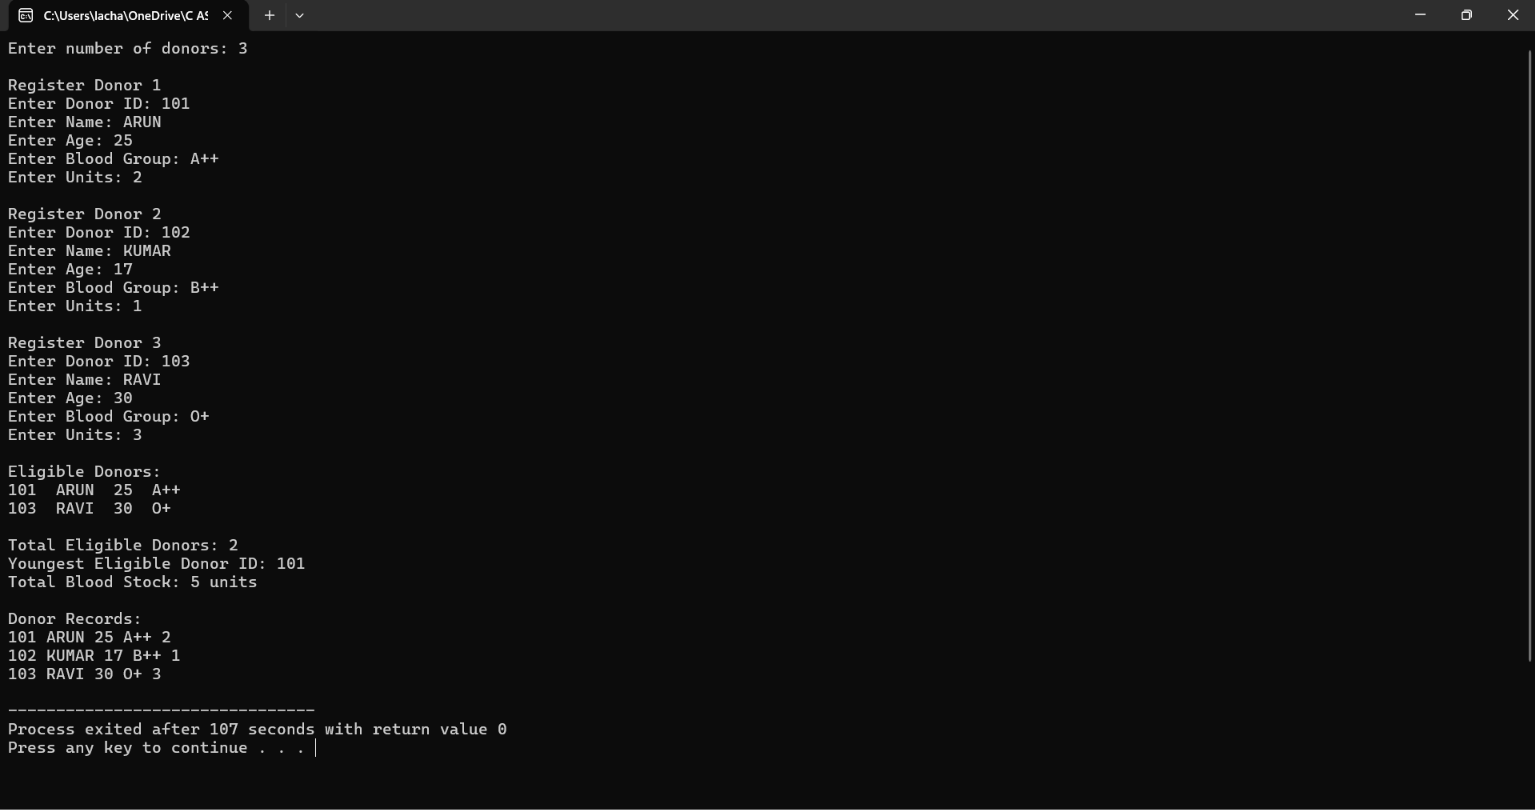 C:\Users\lacha\OneDrive\C AS
Enter number of donors: 3
Register Donor 1
Enter Donor ID: 101
Enter Name: ARUN
Enter Age: 25
Enter Blood Group: A++
Enter Units: 2
Register Donor 2
Enter Donor ID: 102
Enter Name: KUMAR
Enter Age: 17
Enter Blood Group: B++
Enter Units: 1
Register Donor 3
Enter Donor ID: 103
Enter Name: RAVI
Enter Age: 30
Enter Blood Group: O+
Enter Units: 3
Eligible Donors:
101  ARUN  25  A++
103  RAVI  30  O+
Total Eligible Donors: 2
Youngest Eligible Donor ID: 101
Total Blood Stock: 5 units
Donor Records:
101 ARUN 25 A++ 2
102 KUMAR 17 B++ 1
103 RAVI 30 O+ 3
--------------------------------
Process exited after 107 seconds with return value 0
Press any key to continue . . .